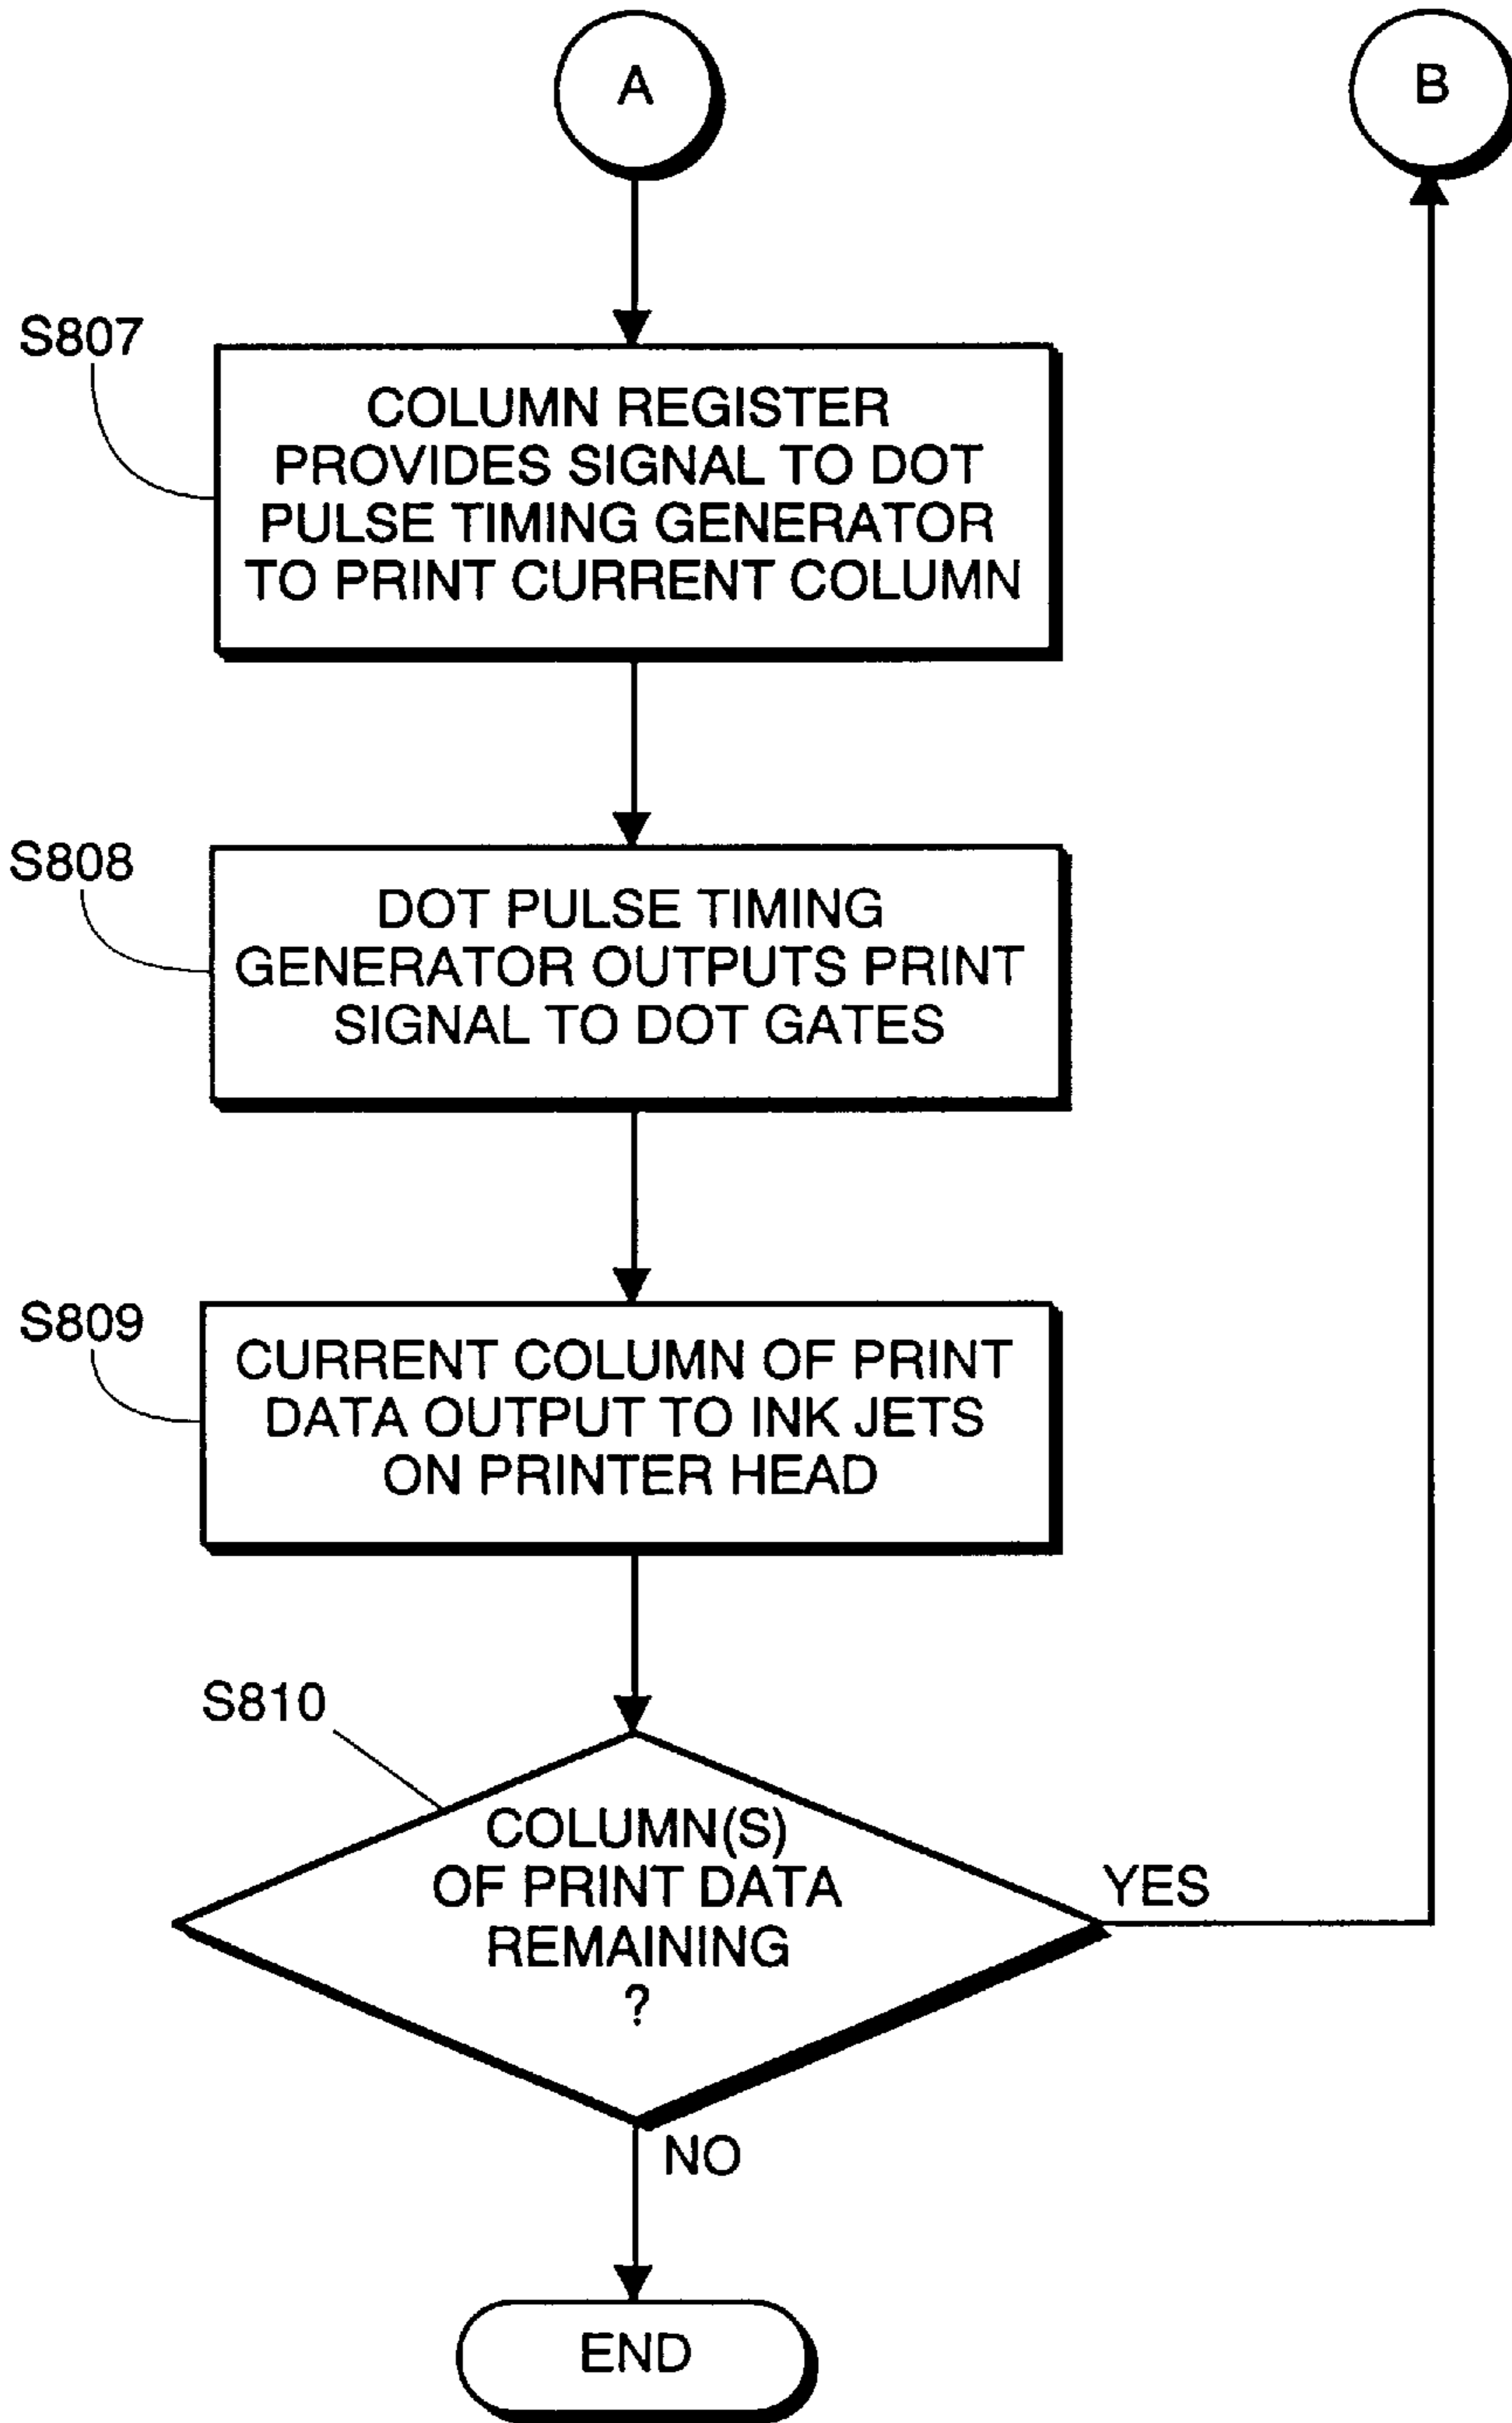 A
B
S807
COLUMN REGISTER
PROVIDES SIGNAL TO DOT
PULSE TIMING GENERATOR
TO PRINT CURRENT COLUMN
S808
DOT PULSE TIMING
GENERATOR OUTPUTS PRINT
SIGNAL TO DOT GATES
S809
CURRENT COLUMN OF PRINT
DATA OUTPUT TO INK JETS
ON PRINTER HEAD
S810
COLUMN(S)
OF PRINT DATA
REMAINING
?
YES
NO
END